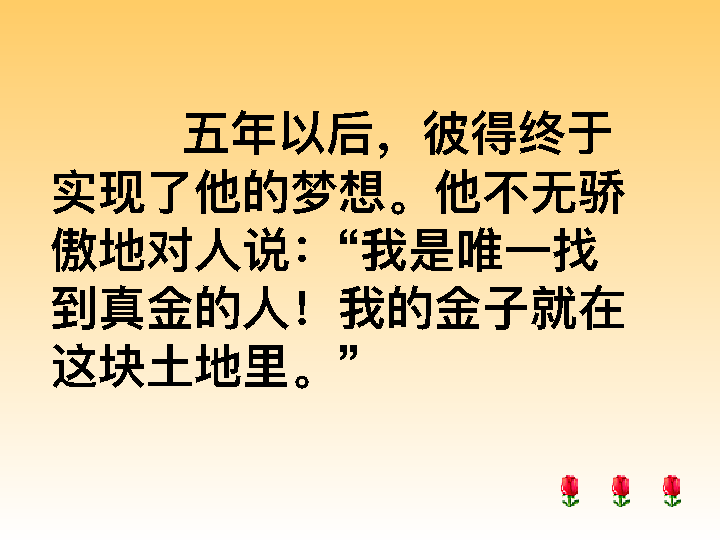 五年以后，彼得终于
实现了他的梦想。他不无骄
傲地对人说：“我是唯一找
到真金的人！我的金子就在
这块土地里。”